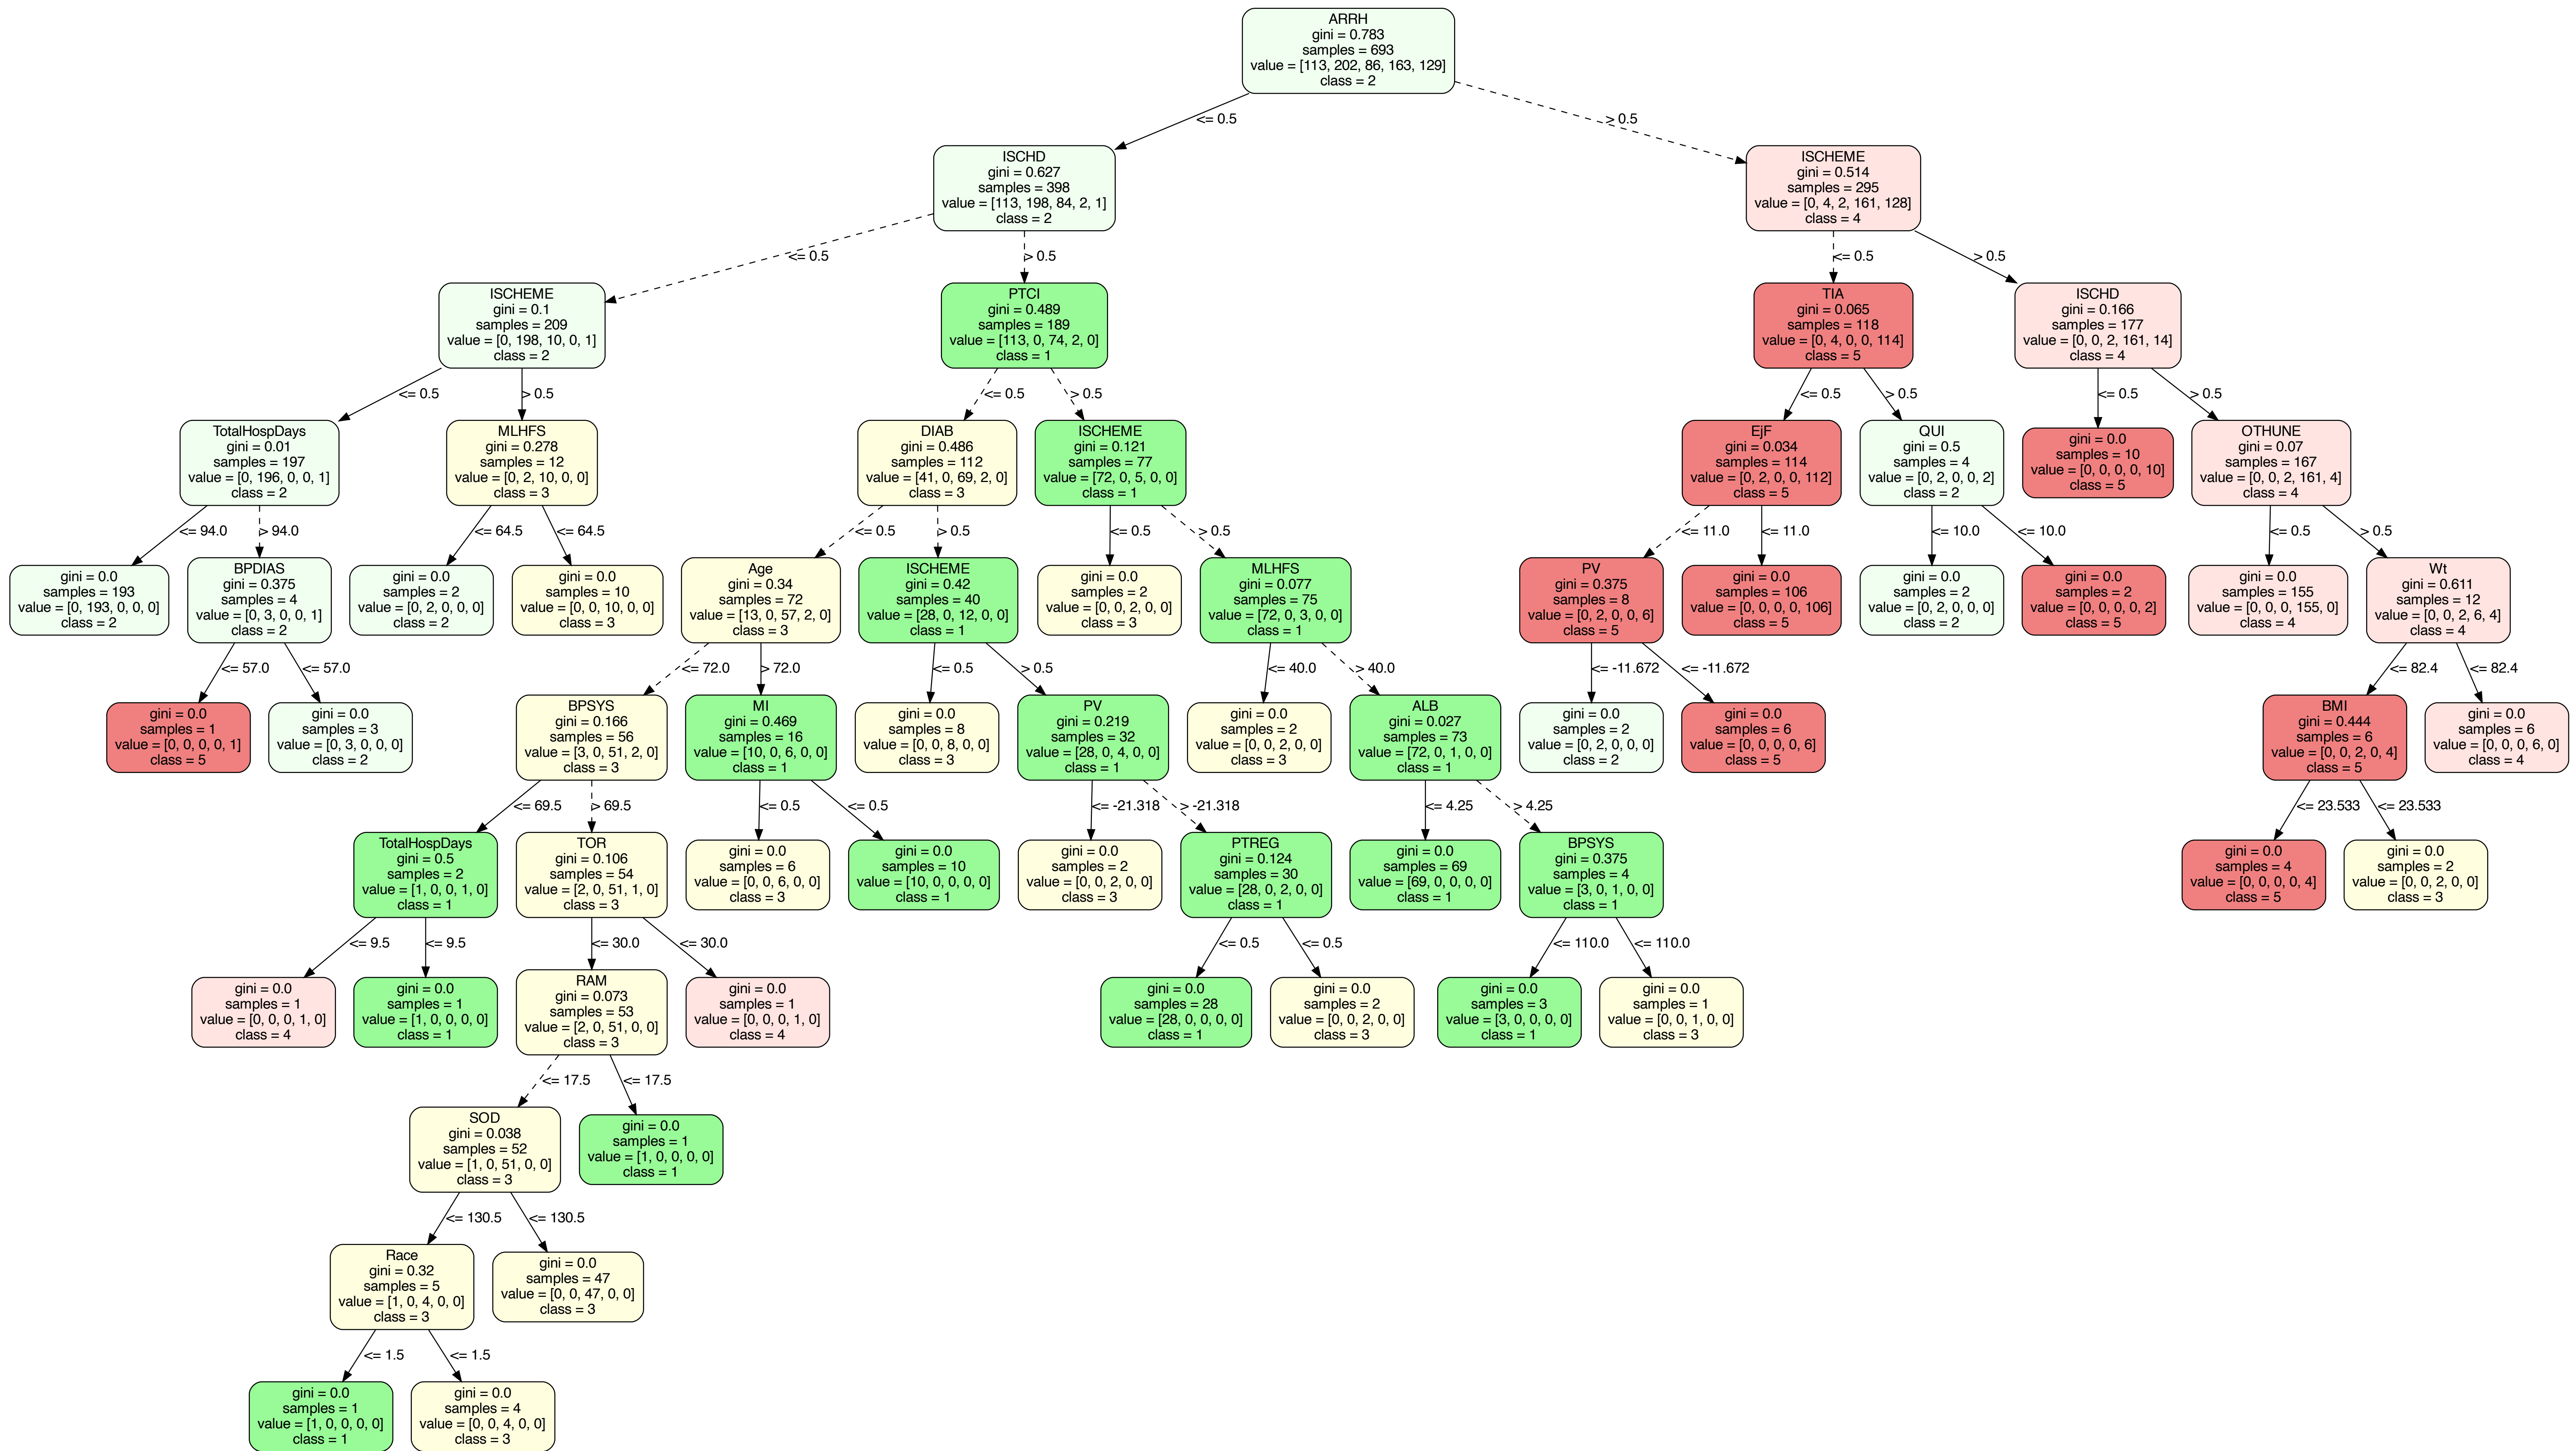 ARRH
gini = 0.783
samples = 693
value = [113, 202, 86, 163, 129]
class = 2
<= 0.5
> 0.5
ISCHD
gini = 0.627
samples = 398
value = [113, 198, 84, 2, 1]
class = 2
ISCHEME
gini = 0.514
samples = 295
value = [0, 4, 2, 161, 128]
class = 4
<= 0.5
> 0.5
<= 0.5
> 0.5
ISCHEME
gini = 0.1
samples = 209
value = [0, 198, 10, 0, 1]
class = 2
PTCI
gini = 0.489
samples = 189
value = [113, 0, 74, 2, 0]
class = 1
TIA
gini = 0.065
samples = 118
value = [0, 4, 0, 0, 114]
class = 5
ISCHD
gini = 0.166
samples = 177
value = [0, 0, 2, 161, 14]
class = 4
<= 0.5
> 0.5
<= 0.5
> 0.5
<= 0.5
> 0.5
<= 0.5
> 0.5
TotalHospDays
gini = 0.01
samples = 197
value = [0, 196, 0, 0, 1]
class = 2
MLHFS
gini = 0.278
samples = 12
value = [0, 2, 10, 0, 0]
class = 3
DIAB
gini = 0.486
samples = 112
value = [41, 0, 69, 2, 0]
class = 3
ISCHEME
gini = 0.121
samples = 77
value = [72, 0, 5, 0, 0]
class = 1
EjF
gini = 0.034
samples = 114
value = [0, 2, 0, 0, 112]
class = 5
QUI
gini = 0.5
samples = 4
value = [0, 2, 0, 0, 2]
class = 2
gini = 0.0
samples = 10
value = [0, 0, 0, 0, 10]
class = 5
OTHUNE
gini = 0.07
samples = 167
value = [0, 0, 2, 161, 4]
class = 4
<= 94.0
> 94.0
<= 64.5
<= 64.5
<= 0.5
> 0.5
<= 0.5
> 0.5
<= 11.0
<= 11.0
<= 10.0
<= 10.0
<= 0.5
> 0.5
gini = 0.0
samples = 193
value = [0, 193, 0, 0, 0]
class = 2
BPDIAS
gini = 0.375
samples = 4
value = [0, 3, 0, 0, 1]
class = 2
gini = 0.0
samples = 2
value = [0, 2, 0, 0, 0]
class = 2
gini = 0.0
samples = 10
value = [0, 0, 10, 0, 0]
class = 3
Age
gini = 0.34
samples = 72
value = [13, 0, 57, 2, 0]
class = 3
ISCHEME
gini = 0.42
samples = 40
value = [28, 0, 12, 0, 0]
class = 1
gini = 0.0
samples = 2
value = [0, 0, 2, 0, 0]
class = 3
MLHFS
gini = 0.077
samples = 75
value = [72, 0, 3, 0, 0]
class = 1
PV
gini = 0.375
samples = 8
value = [0, 2, 0, 0, 6]
class = 5
gini = 0.0
samples = 106
value = [0, 0, 0, 0, 106]
class = 5
gini = 0.0
samples = 2
value = [0, 2, 0, 0, 0]
class = 2
gini = 0.0
samples = 2
value = [0, 0, 0, 0, 2]
class = 5
gini = 0.0
samples = 155
value = [0, 0, 0, 155, 0]
class = 4
Wt
gini = 0.611
samples = 12
value = [0, 0, 2, 6, 4]
class = 4
<= 57.0
<= 57.0
<= 72.0
> 72.0
<= 0.5
> 0.5
<= 40.0
> 40.0
<= -11.672
<= -11.672
<= 82.4
<= 82.4
gini = 0.0
samples = 1
value = [0, 0, 0, 0, 1]
class = 5
gini = 0.0
samples = 3
value = [0, 3, 0, 0, 0]
class = 2
BPSYS
gini = 0.166
samples = 56
value = [3, 0, 51, 2, 0]
class = 3
MI
gini = 0.469
samples = 16
value = [10, 0, 6, 0, 0]
class = 1
gini = 0.0
samples = 8
value = [0, 0, 8, 0, 0]
class = 3
PV
gini = 0.219
samples = 32
value = [28, 0, 4, 0, 0]
class = 1
gini = 0.0
samples = 2
value = [0, 0, 2, 0, 0]
class = 3
ALB
gini = 0.027
samples = 73
value = [72, 0, 1, 0, 0]
class = 1
gini = 0.0
samples = 2
value = [0, 2, 0, 0, 0]
class = 2
gini = 0.0
samples = 6
value = [0, 0, 0, 0, 6]
class = 5
BMI
gini = 0.444
samples = 6
value = [0, 0, 2, 0, 4]
class = 5
gini = 0.0
samples = 6
value = [0, 0, 0, 6, 0]
class = 4
<= 69.5
> 69.5
<= 0.5
<= 0.5
<= -21.318
> -21.318
<= 4.25
> 4.25
<= 23.533
<= 23.533
TotalHospDays
gini = 0.5
samples = 2
value = [1, 0, 0, 1, 0]
class = 1
TOR
gini = 0.106
samples = 54
value = [2, 0, 51, 1, 0]
class = 3
gini = 0.0
samples = 6
value = [0, 0, 6, 0, 0]
class = 3
gini = 0.0
samples = 10
value = [10, 0, 0, 0, 0]
class = 1
gini = 0.0
samples = 2
value = [0, 0, 2, 0, 0]
class = 3
PTREG
gini = 0.124
samples = 30
value = [28, 0, 2, 0, 0]
class = 1
gini = 0.0
samples = 69
value = [69, 0, 0, 0, 0]
class = 1
BPSYS
gini = 0.375
samples = 4
value = [3, 0, 1, 0, 0]
class = 1
gini = 0.0
samples = 4
value = [0, 0, 0, 0, 4]
class = 5
gini = 0.0
samples = 2
value = [0, 0, 2, 0, 0]
class = 3
<= 9.5
<= 9.5
<= 30.0
<= 30.0
<= 0.5
<= 0.5
<= 110.0
<= 110.0
gini = 0.0
samples = 1
value = [0, 0, 0, 1, 0]
class = 4
gini = 0.0
samples = 1
value = [1, 0, 0, 0, 0]
class = 1
RAM
gini = 0.073
samples = 53
value = [2, 0, 51, 0, 0]
class = 3
gini = 0.0
samples = 1
value = [0, 0, 0, 1, 0]
class = 4
gini = 0.0
samples = 28
value = [28, 0, 0, 0, 0]
class = 1
gini = 0.0
samples = 2
value = [0, 0, 2, 0, 0]
class = 3
gini = 0.0
samples = 3
value = [3, 0, 0, 0, 0]
class = 1
gini = 0.0
samples = 1
value = [0, 0, 1, 0, 0]
class = 3
<= 17.5
<= 17.5
SOD
gini = 0.038
samples = 52
value = [1, 0, 51, 0, 0]
class = 3
gini = 0.0
samples = 1
value = [1, 0, 0, 0, 0]
class = 1
<= 130.5
<= 130.5
Race
gini = 0.32
samples = 5
value = [1, 0, 4, 0, 0]
class = 3
gini = 0.0
samples = 47
value = [0, 0, 47, 0, 0]
class = 3
<= 1.5
<= 1.5
gini = 0.0
samples = 1
value = [1, 0, 0, 0, 0]
class = 1
gini = 0.0
samples = 4
value = [0, 0, 4, 0, 0]
class = 3